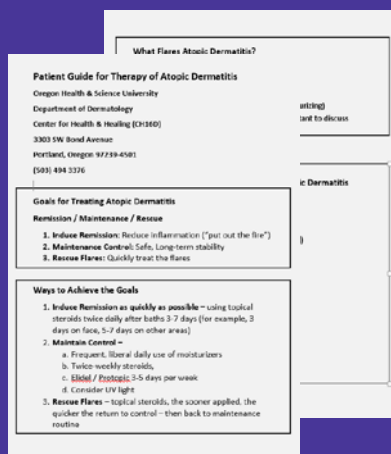 What Flares Atopic Dermatitis?
urizing)
tant to discuss
ic Dermatitis
)
Patient Guide for Therapy of Atopic Dermatitis
Oregon Health & Science University
Department of Dermatology
Center for Health & Healing (CH16D)
3303 SW Bond Avenue
Portland, Oregon 97239-4501
(503) 494 3376
Goals for Treating Atopic Dermatitis
Remission / Maintenance / Rescue
1. Induce Remission: Reduce inflammation ("put out the fire")
2. Maintenance Control: Safe, Long-term stability
3. Rescue Flares: Quickly treat the flares
Ways to Achieve the Goals
1. Induce Remission as quickly as possible – using topical
steroids twice daily after baths 3-7 days (for example, 3
days on face, 5-7 days on other areas)
2. Maintain Control –
a. Frequent, liberal daily use of moisturizers
b. Twice-weekly steroids,
c. Elidel / Protopic 3-5 days per week
d. Consider UV light
3. Rescue Flares – topical steroids, the sooner applied, the
quicker the return to control – then back to maintenance
routine